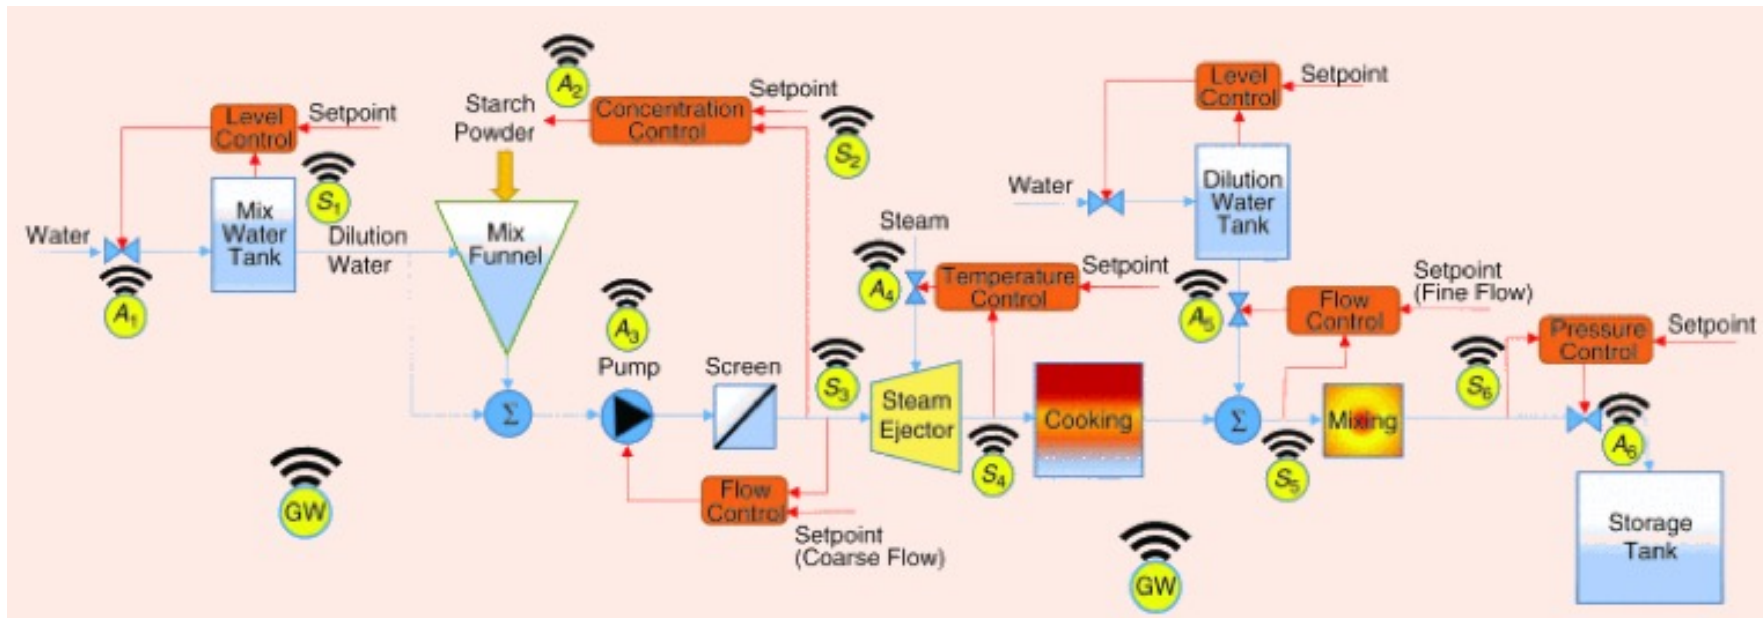 A2
Level
Control
Setpoint
Starch
Powder
Concentration
Control
Setpoint
S2
Level
Control
Setpoint
S1
Water
Mix
Water
Tank
Dilution
Water
Mix
Funnel
A1
A3
Pump
Screen
S3
Σ
Flow
Control
Setpoint
(Coarse Flow)
GW
Steam
A4
Temperature
Control
Setpoint
Steam
Ejector
S4
Cooking
Water
Dilution
Water
Tank
A5
Flow
Control
Setpoint
(Fine Flow)
Σ
S5
Mixing
S6
Pressure
Control
Setpoint
A6
Storage
Tank
GW